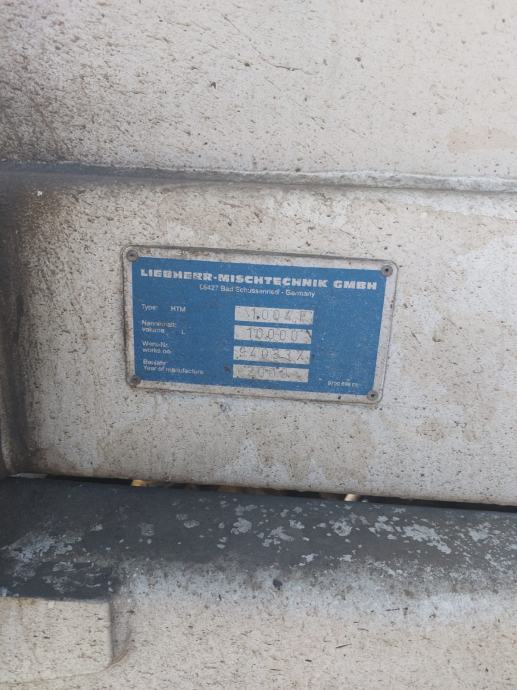 LIEBHERR-MISCHTECHNIK GMBH
Bad Schussenried - Germany
Type: HTM 1004
Nenninhalt:
volume L 10000
Werk-Nr.
works no.
Baujahr
Year of manufacture